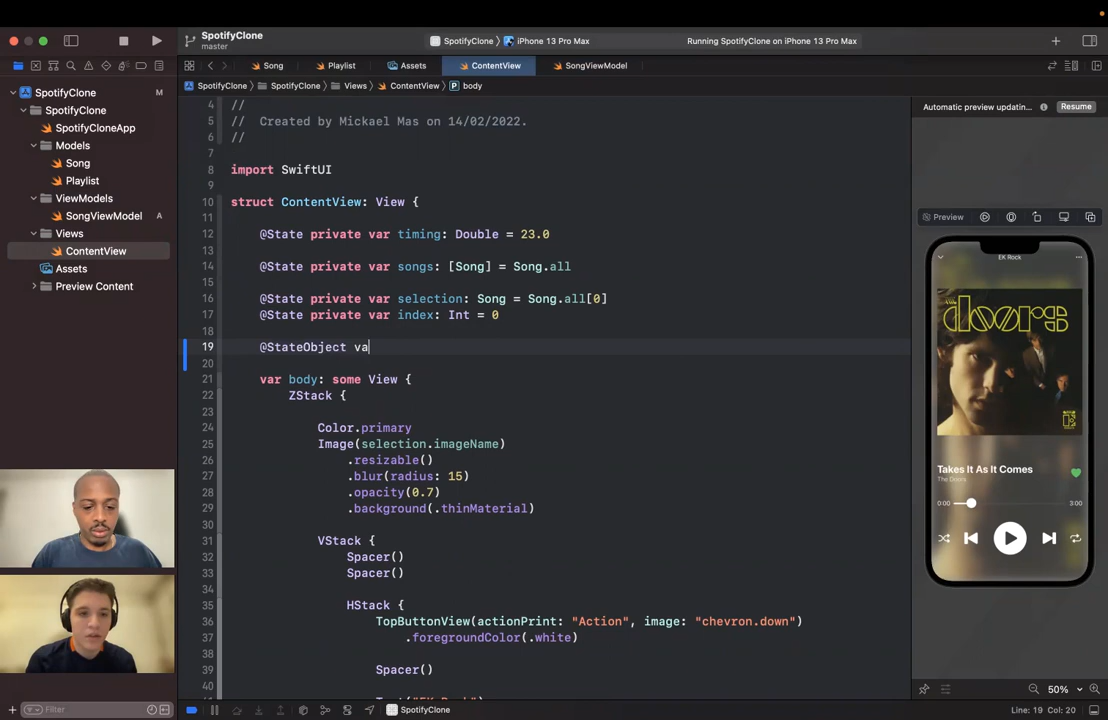 SpotifyClone
master
SpotifyClone
iPhone 13 Pro Max
Running SpotifyClone on iPhone 13 Pro Max
Song
Playlist
Assets
ContentView
SongViewModel
SpotifyClone
SpotifyClone
Views
ContentView
body
SpotifyClone M
SpotifyClone
SpotifyCloneApp
Models
Song
Playlist
ViewModels
SongViewModel A
Views
ContentView
Assets
Preview Content
Filter
4 //
5 // Created by Mickael Mas on 14/02/2022.
6 //
7
8 import SwiftUI
9
10 struct ContentView: View {
11
12 @State private var timing: Double = 23.0
13
14 @State private var songs: [Song] = Song.all
15
16 @State private var selection: Song = Song.all[0]
17 @State private var index: Int = 0
18
19 @StateObject va
20
21 var body: some View {
22 ZStack {
23
24 Color.primary
25 Image(selection.imageName)
26 .resizable()
27 .blur(radius: 15)
28 .opacity(0.7)
29 .background(.thinMaterial)
30
31 VStack {
32 Spacer()
33 Spacer()
34
35 HStack {
36 TopButtonView(actionPrint: "Action", image: "chevron.down")
37 .foregroundColor(.white)
38
39 Spacer()
40
Automatic preview updatin...
Resume
Preview
EK Rock
doors
Takes It As It Comes
The Doors
0:00
3:00
50%
SpotifyClone
Line: 19 Col: 20